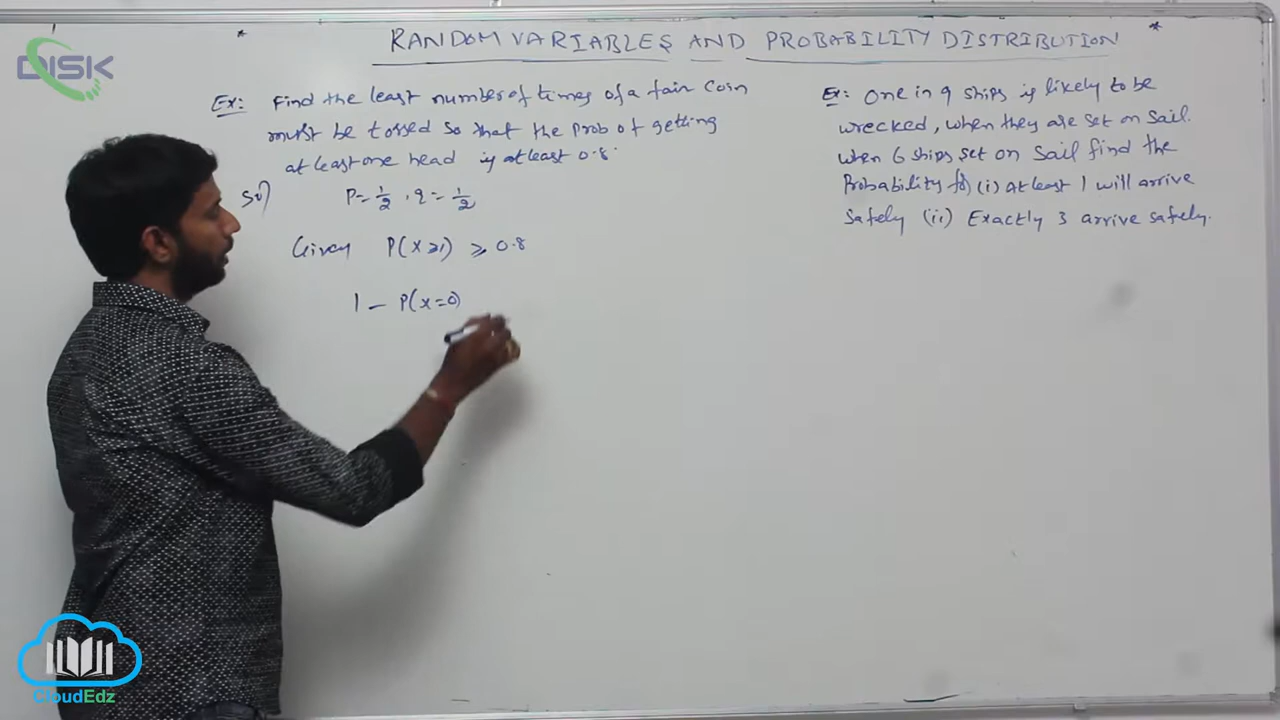 DISK
* RANDOM VARIABLES AND PROBABILITY DISTRIBUTION *
Ex: Find the least number of times of a fair coin
must be tossed so that the prob of getting
at least one head is at least 0.8.
Sol)
P = 1/2, q = 1/2
Given P(X ≥ 1) ≥ 0.8
1 - P(x=0)
Ex: One in 9 ships is likely to be
wrecked, when they are set on sail.
when 6 ships set on sail find the
Probability for (i) At least 1 will arrive
safely (ii) Exactly 3 arrive safely.
CloudEdz